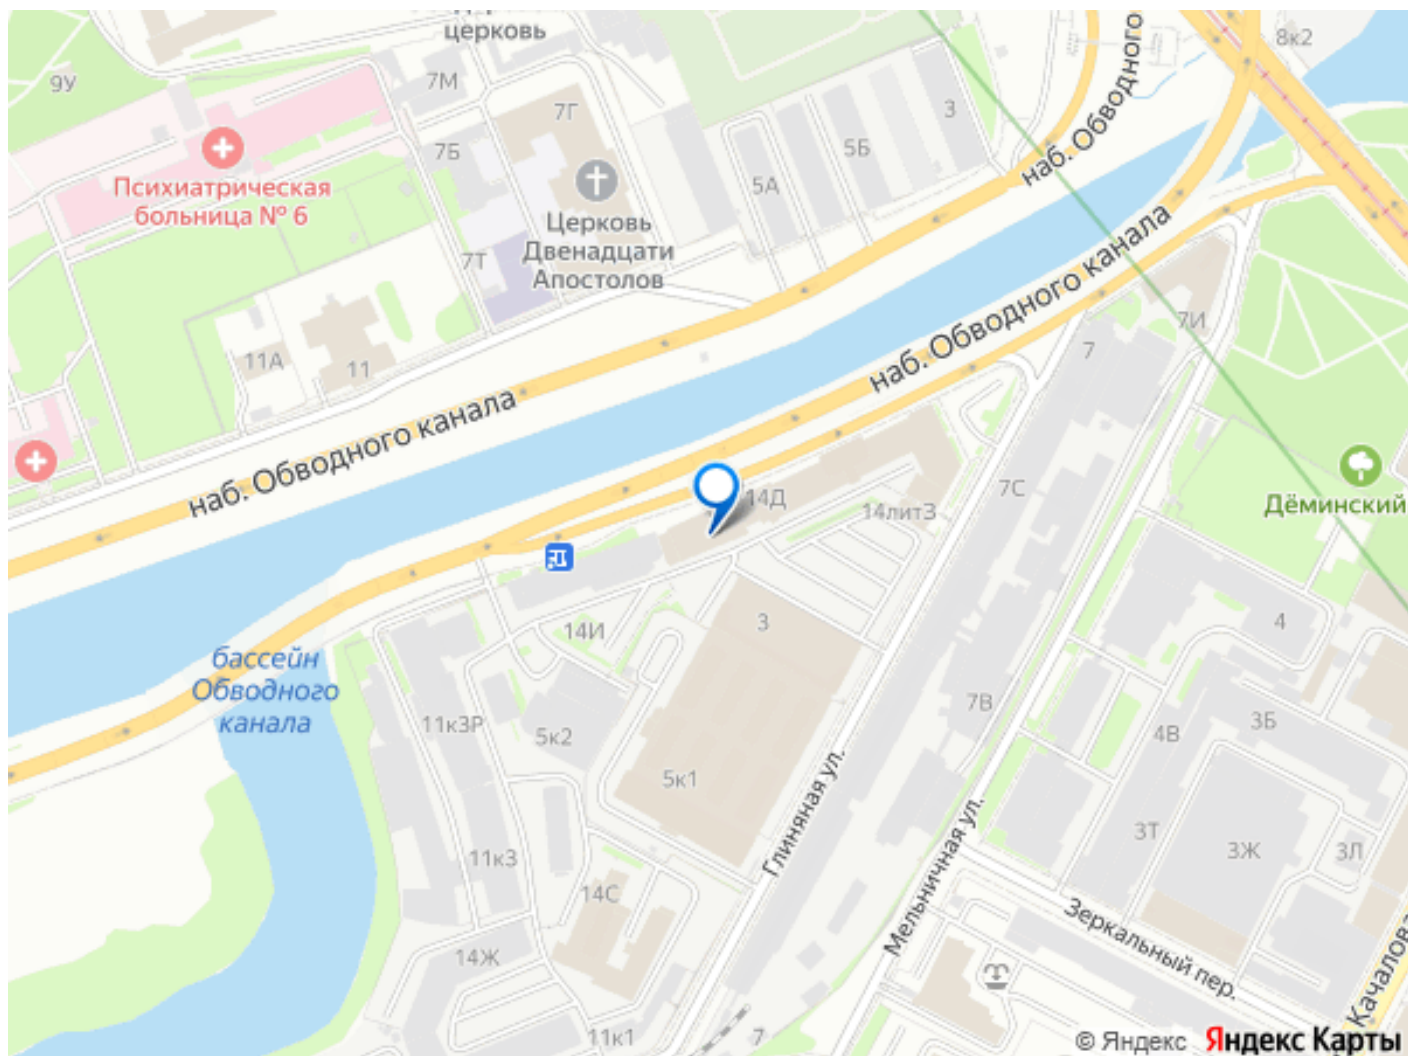 церковь
8к2
9У
7М
7Г
3
наб. Обводного
наб. Обводного
7Б
5Б
5А
Психиатрическая
больница № 6
Церковь
Двенадцати
Апостолов
7Т
наб. Обводного канала
7И
11А
11
7
наб. Обводного канала
14Д
7С
14лит3
Дёминский
14И
3
4
бассейн
Обводного
канала
11к3Р
5к2
7В
4В
3Б
5к1
Глиняная ул.
Мельничная ул.
3Т
3Ж
3Л
11к3
14С
Зеркальный пер.
Качалова
14Ж
11к1
7
© Яндекс Яндекс Карты